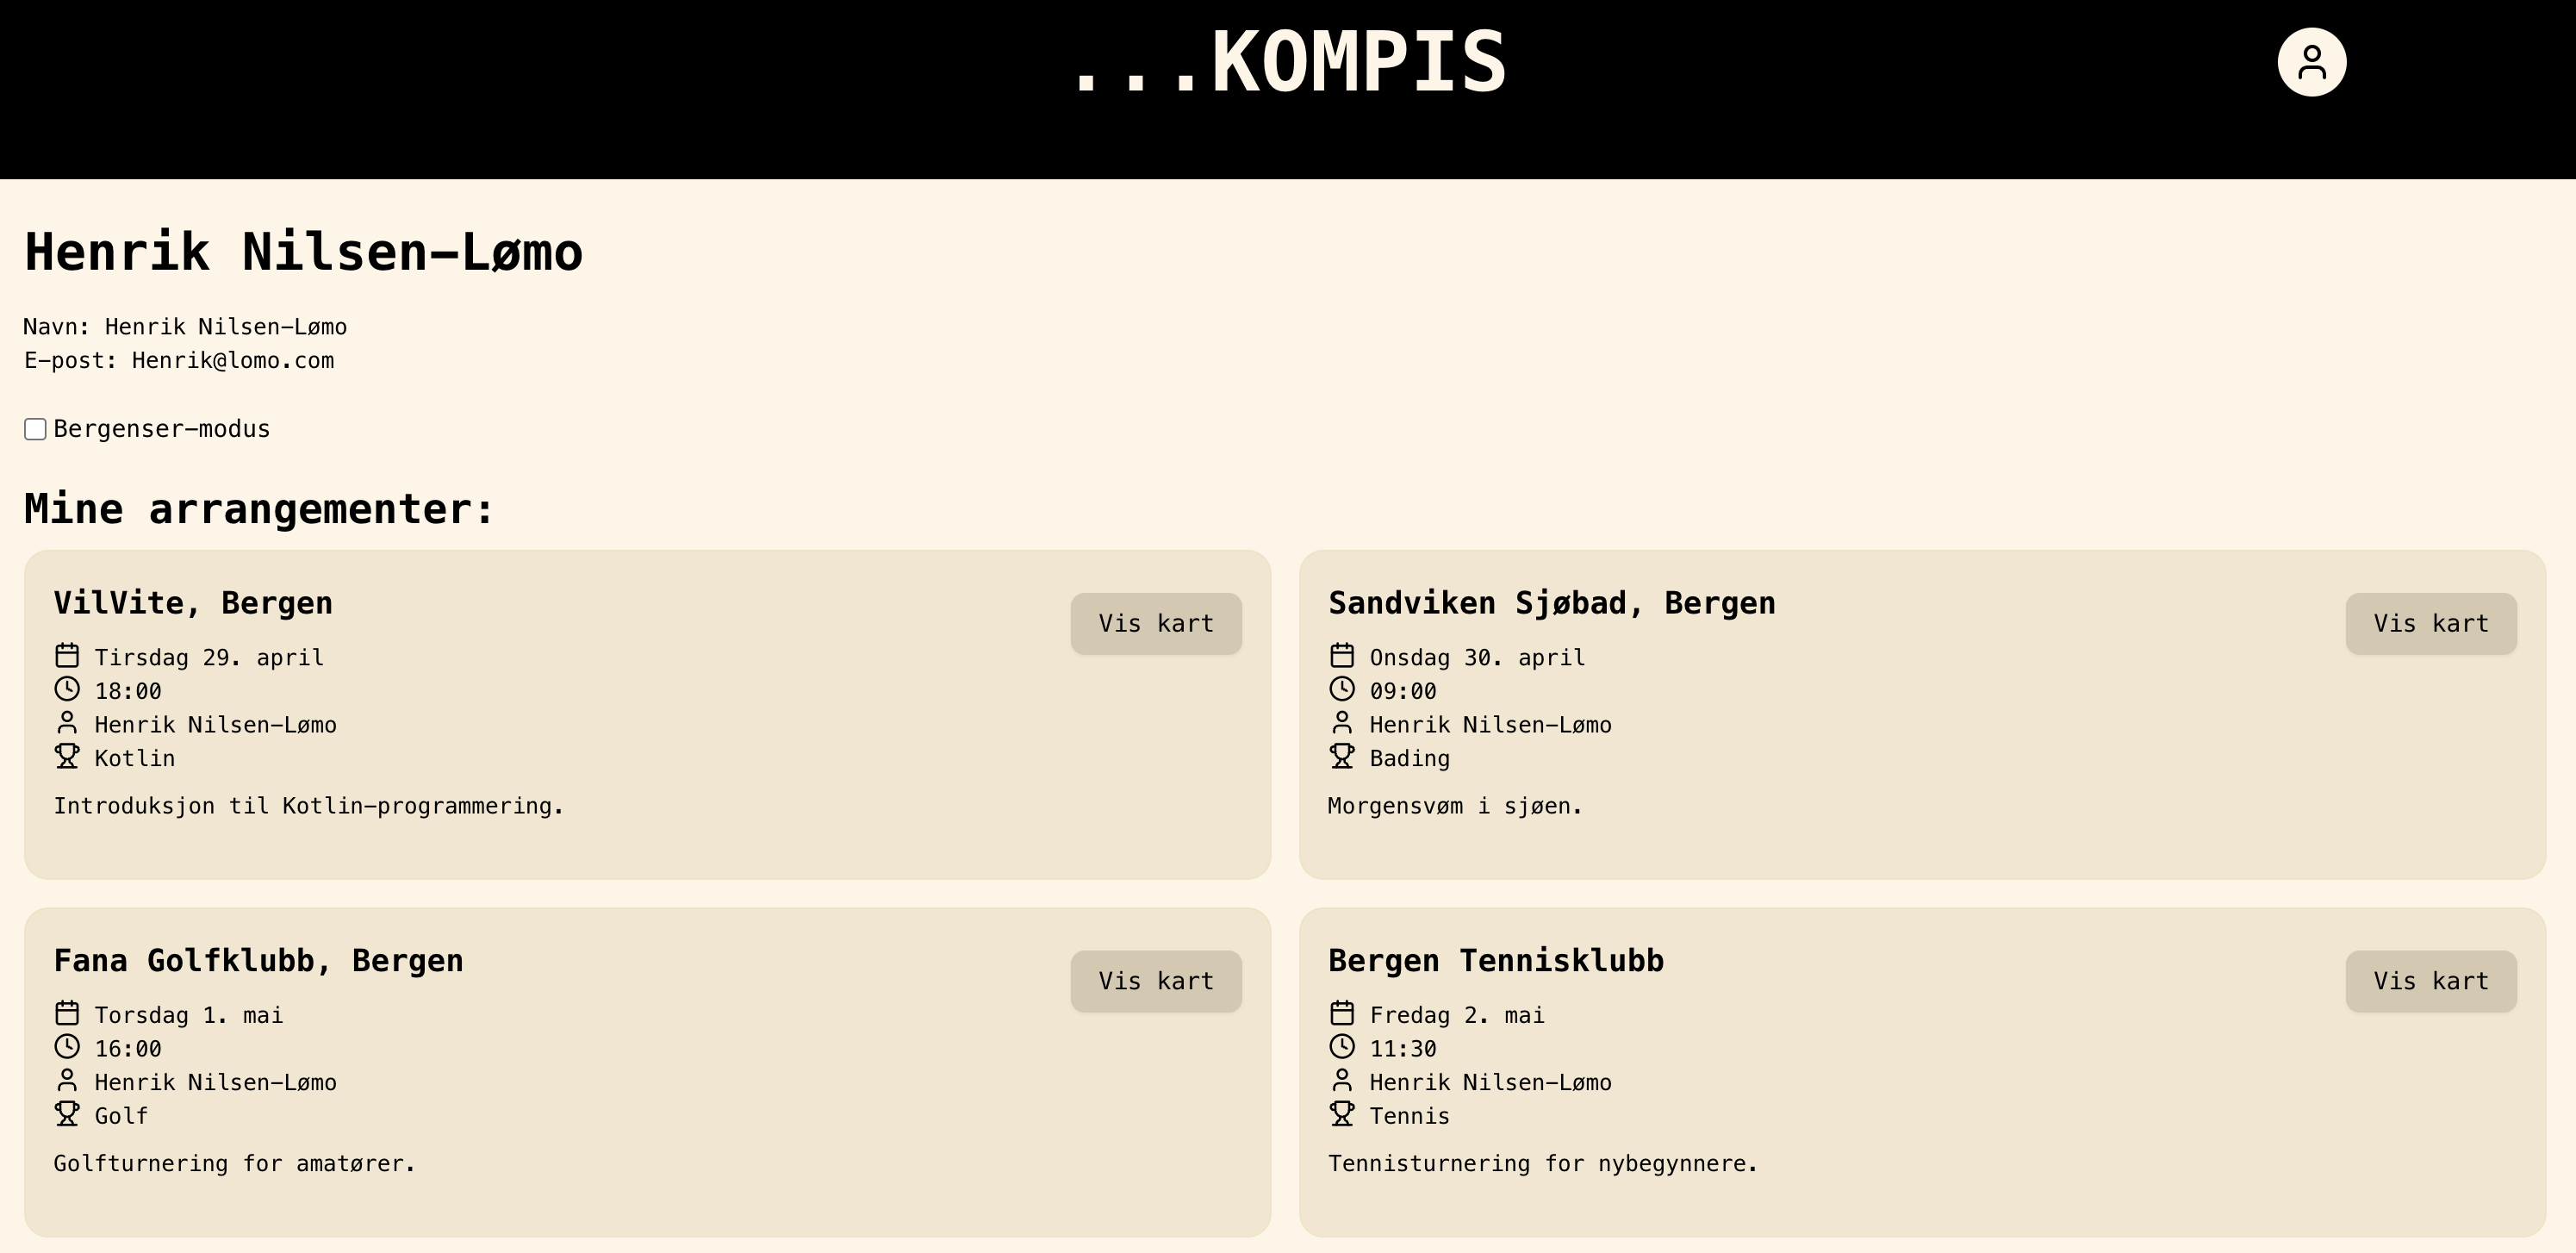 ...KOMPIS
Henrik Nilsen-Lømo
Navn: Henrik Nilsen-Lømo
E-post: Henrik@lomo.com
Bergenser-modus
Mine arrangementer:
VilVite, Bergen
Vis kart
Tirsdag 29. april
18:00
Henrik Nilsen-Lømo
Kotlin
Introduksjon til Kotlin-programmering.
Sandviken Sjøbad, Bergen
Vis kart
Onsdag 30. april
09:00
Henrik Nilsen-Lømo
Bading
Morgensvøm i sjøen.
Fana Golfklubb, Bergen
Vis kart
Torsdag 1. mai
16:00
Henrik Nilsen-Lømo
Golf
Golfturnering for amatører.
Bergen Tennisklubb
Vis kart
Fredag 2. mai
11:30
Henrik Nilsen-Lømo
Tennis
Tennisturnering for nybegynnere.